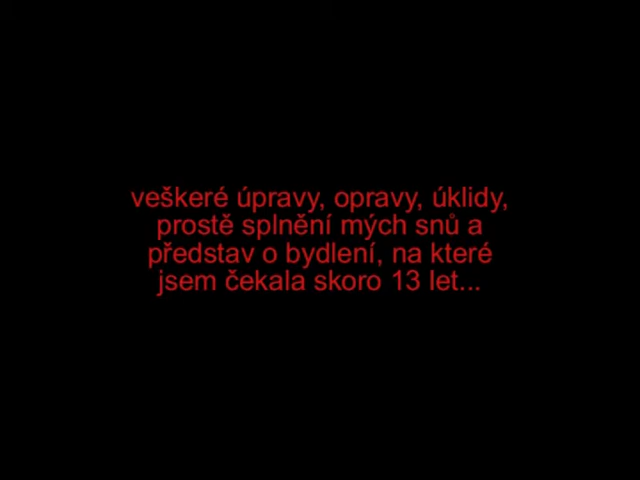 veškeré úpravy, opravy, úklidy,
prostě splnění mých snů a
představ o bydlení, na které
jsem čekala skoro 13 let...